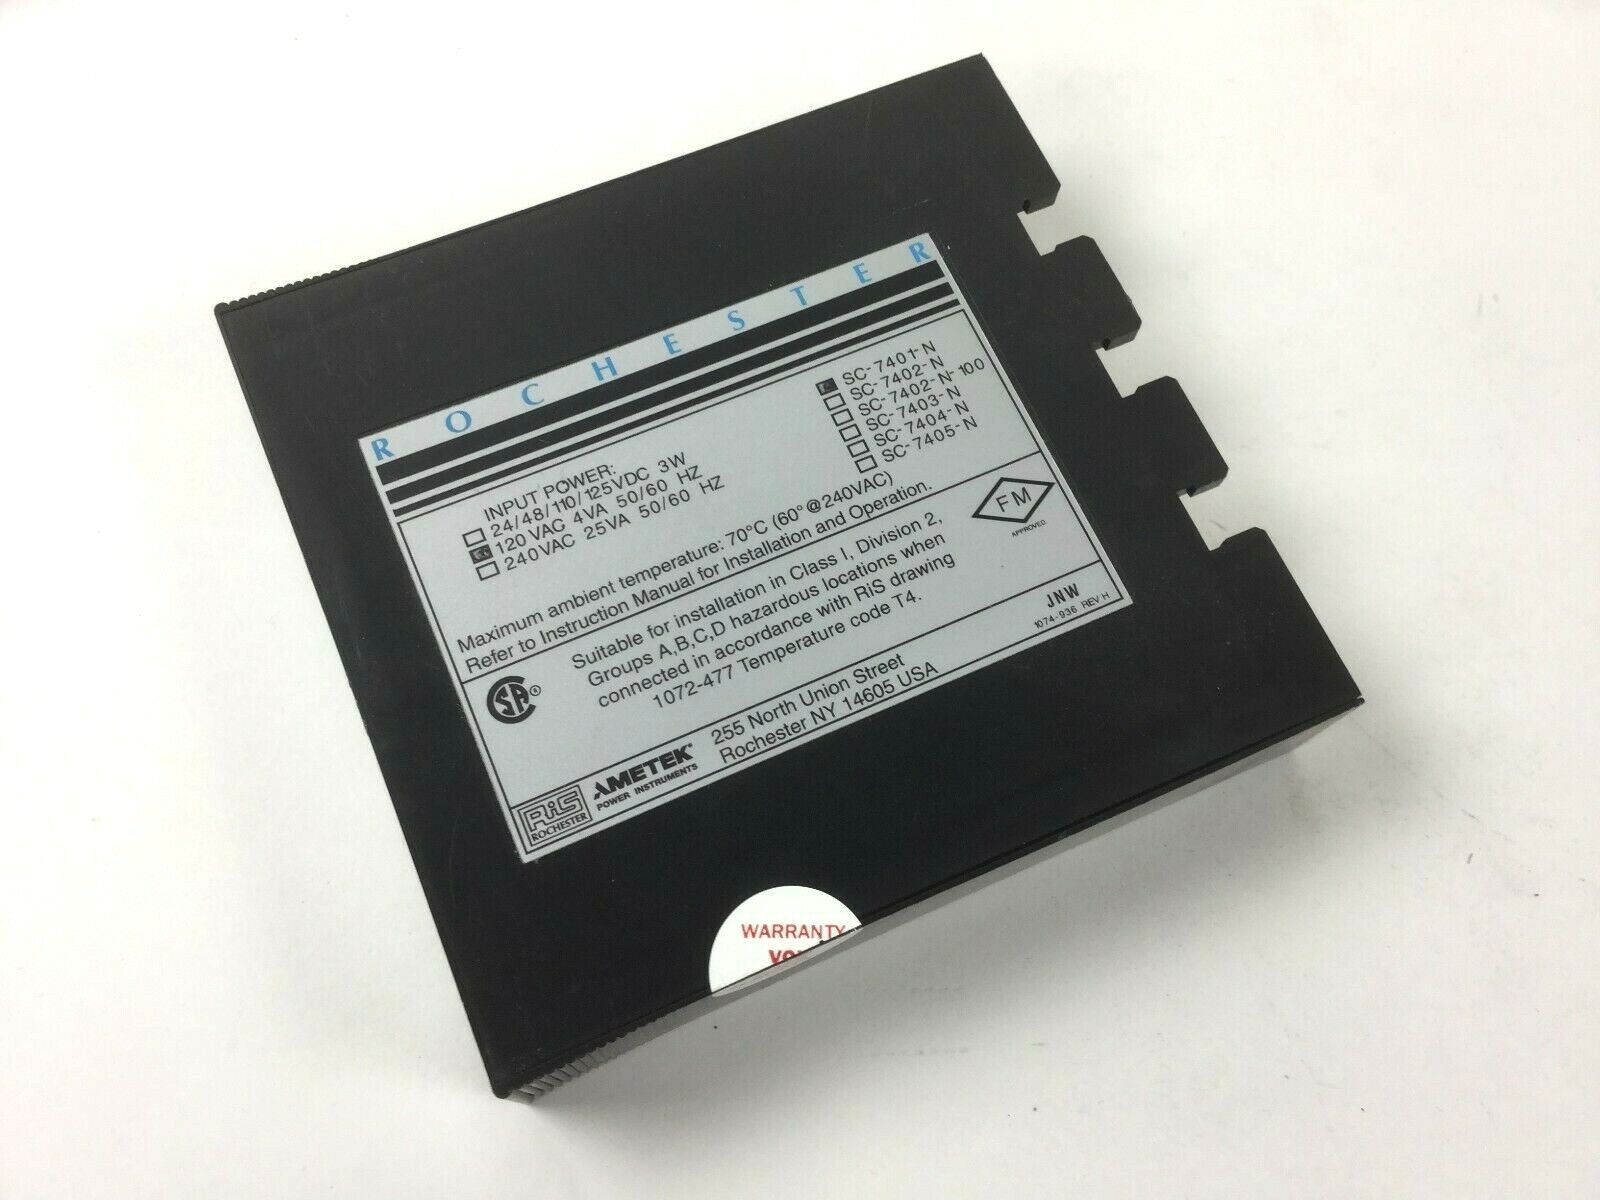 ROCHESTER
INPUT POWER:
24/48/110/125VDC 3W
120VAC 4VA 50/60 HZ
240VAC 25VA 50/60 HZ
SC-7401-N
SC-7402-N
SC-7402-N-100
SC-7403-N
SC-7404-N
SC-7405-N
Maximum ambient temperature: 70°C (60°@240VAC)
Refer to Instruction Manual for Installation and Operation.
Suitable for installation in Class I, Division 2,
Groups A,B,C,D hazardous locations when
connected in accordance with RiS drawing
1072-477 Temperature code T4.
FM
APPROVED
JNW
1074-936 REV H
SA ®
RiS
ROCHESTER
AMETEK®
POWER INSTRUMENTS
255 North Union Street
Rochester NY 14605 USA
WARRANTY